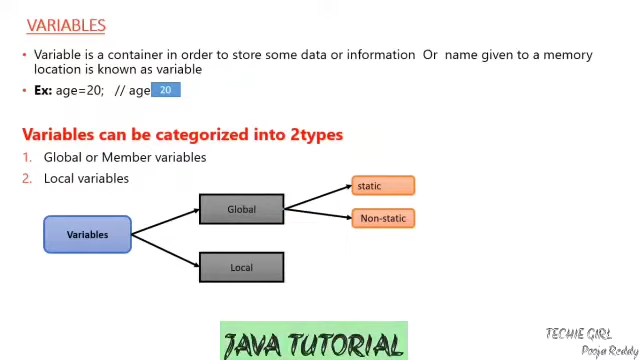 VARIABLES
• Variable is a container in order to store some data or information Or name given to a memory
location is known as variable
• Ex: age=20; // age 20
Variables can be categorized into 2types
1. Global or Member variables
2. Local variables
static
Global
Non-static
Variables
Local
JAVA TUTORIAL
TECHIE GIRL
Pooja Reddy